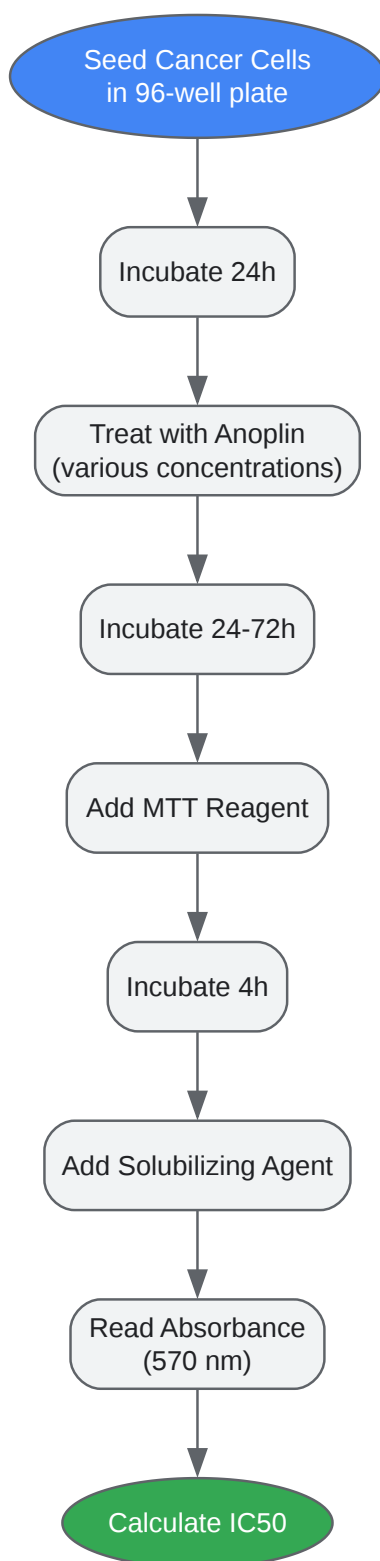 Seed Cancer Cells
in 96-well plate
Incubate 24h
Treat with Anoplin
(various concentrations)
Incubate 24-72h
Add MTT Reagent
Incubate 4h
Add Solubilizing Agent
Read Absorbance
(570 nm)
Calculate IC50